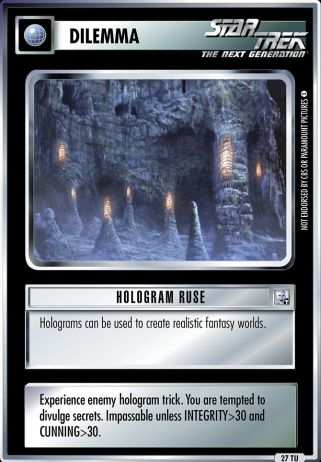 DILEMMA
STAR TREK
THE NEXT GENERATION
NOT ENDORSED BY CBS OR PARAMOUNT PICTURES
HOLOGRAM RUSE
Holograms can be used to create realistic fantasy worlds.
Experience enemy hologram trick. You are tempted to
divulge secrets. Impassable unless INTEGRITY>30 and
CUNNING>30.
27 TU